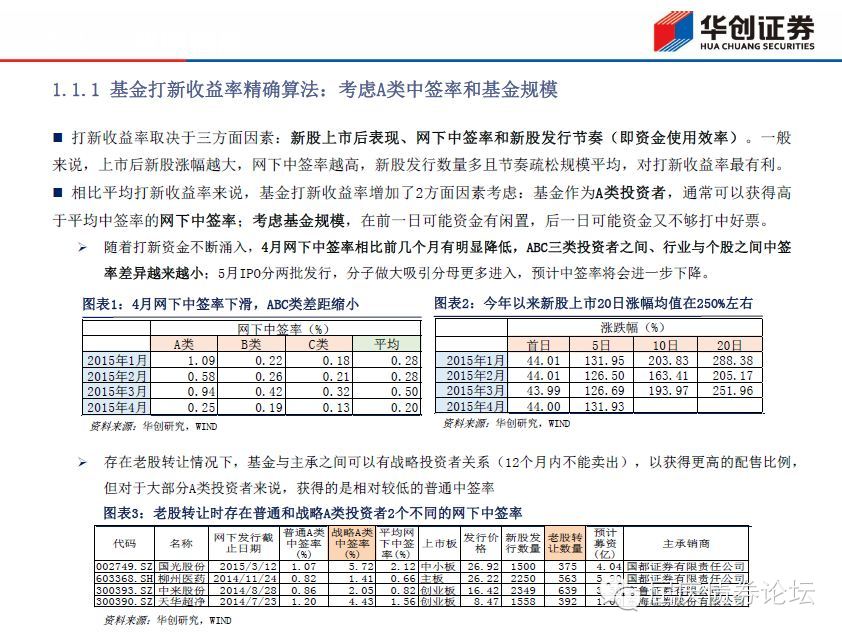 华创证券
HUA CHUANG SECURITIES
1.1.1 基金打新收益率精确算法：考虑A类中签率和基金规模
■ 打新收益率取决于三方面因素：新股上市后表现、网下中签率和新股发行节奏（即资金使用效率）。一般
来说，上市后新股涨幅越大，网下中签率越高，新股发行数量多且节奏疏松规模平均，对打新收益率最有利。
■ 相比平均打新收益率来说，基金打新收益率增加了2方面因素考虑：基金作为A类投资者，通常可以获得高
于平均中签率的网下中签率；考虑基金规模，在前一日可能资金有闲置，后一日可能资金又不够打中好票。
➢ 随着打新资金不断涌入，4月网下中签率相比前几个月有明显降低，ABC三类投资者之间、行业与个股之间中签
率差异越来越小；5月IPO分两批发行，分子做大吸引分母更多进入，预计中签率将会进一步下降。
图表1：4月网下中签率下滑，ABC类差距缩小
网下中签率（%）
A类 B类 C类 平均
2015年1月 1.09 0.22 0.18 0.28
2015年2月 0.58 0.26 0.21 0.28
2015年3月 0.94 0.42 0.32 0.50
2015年4月 0.25 0.19 0.13 0.20
资料来源：华创研究，WIND
图表2：今年以来新股上市20日涨幅均值在250%左右
涨跌幅（%）
首日 5日 10日 20日
2015年1月 44.01 131.95 203.83 288.38
2015年2月 44.01 126.50 163.41 205.17
2015年3月 43.99 126.69 193.97 251.96
2015年4月 44.00 131.93
资料来源：华创研究，WIND
➢ 存在老股转让情况下，基金与主承之间可以有战略投资者关系（12个月内不能卖出），以获得更高的配售比例，
但对于大部分A类投资者来说，获得的是相对较低的普通中签率
图表3：老股转让时存在普通和战略A类投资者2个不同的网下中签率
代码 名称 网下发行截止日期 普通A类中签率（%） 战略A类中签率（%） 平均网下中签率（%） 上市板 发行价格 新股发行数量 老股转让数量 预计募资（亿） 主承销商
002749.SZ 国光股份 2015/3/12 1.07 5.72 2.12 中小板 26.92 1500 375 4.04 国都证券有限责任公司
603368.SH 柳州医药 2014/11/24 0.82 1.41 0.66 主板 26.22 2250 563 国都证券有限责任公司
300393.SZ 中来股份 2014/8/28 0.86 2.05 0.82 创业板 16.42 2349 639 证券有限责任公司
300390.SZ 天华超净 2014/7/23 1.20 4.43 1.56 创业板 8.47 1558 392 证券股份有限公司
资料来源：华创研究，WIND